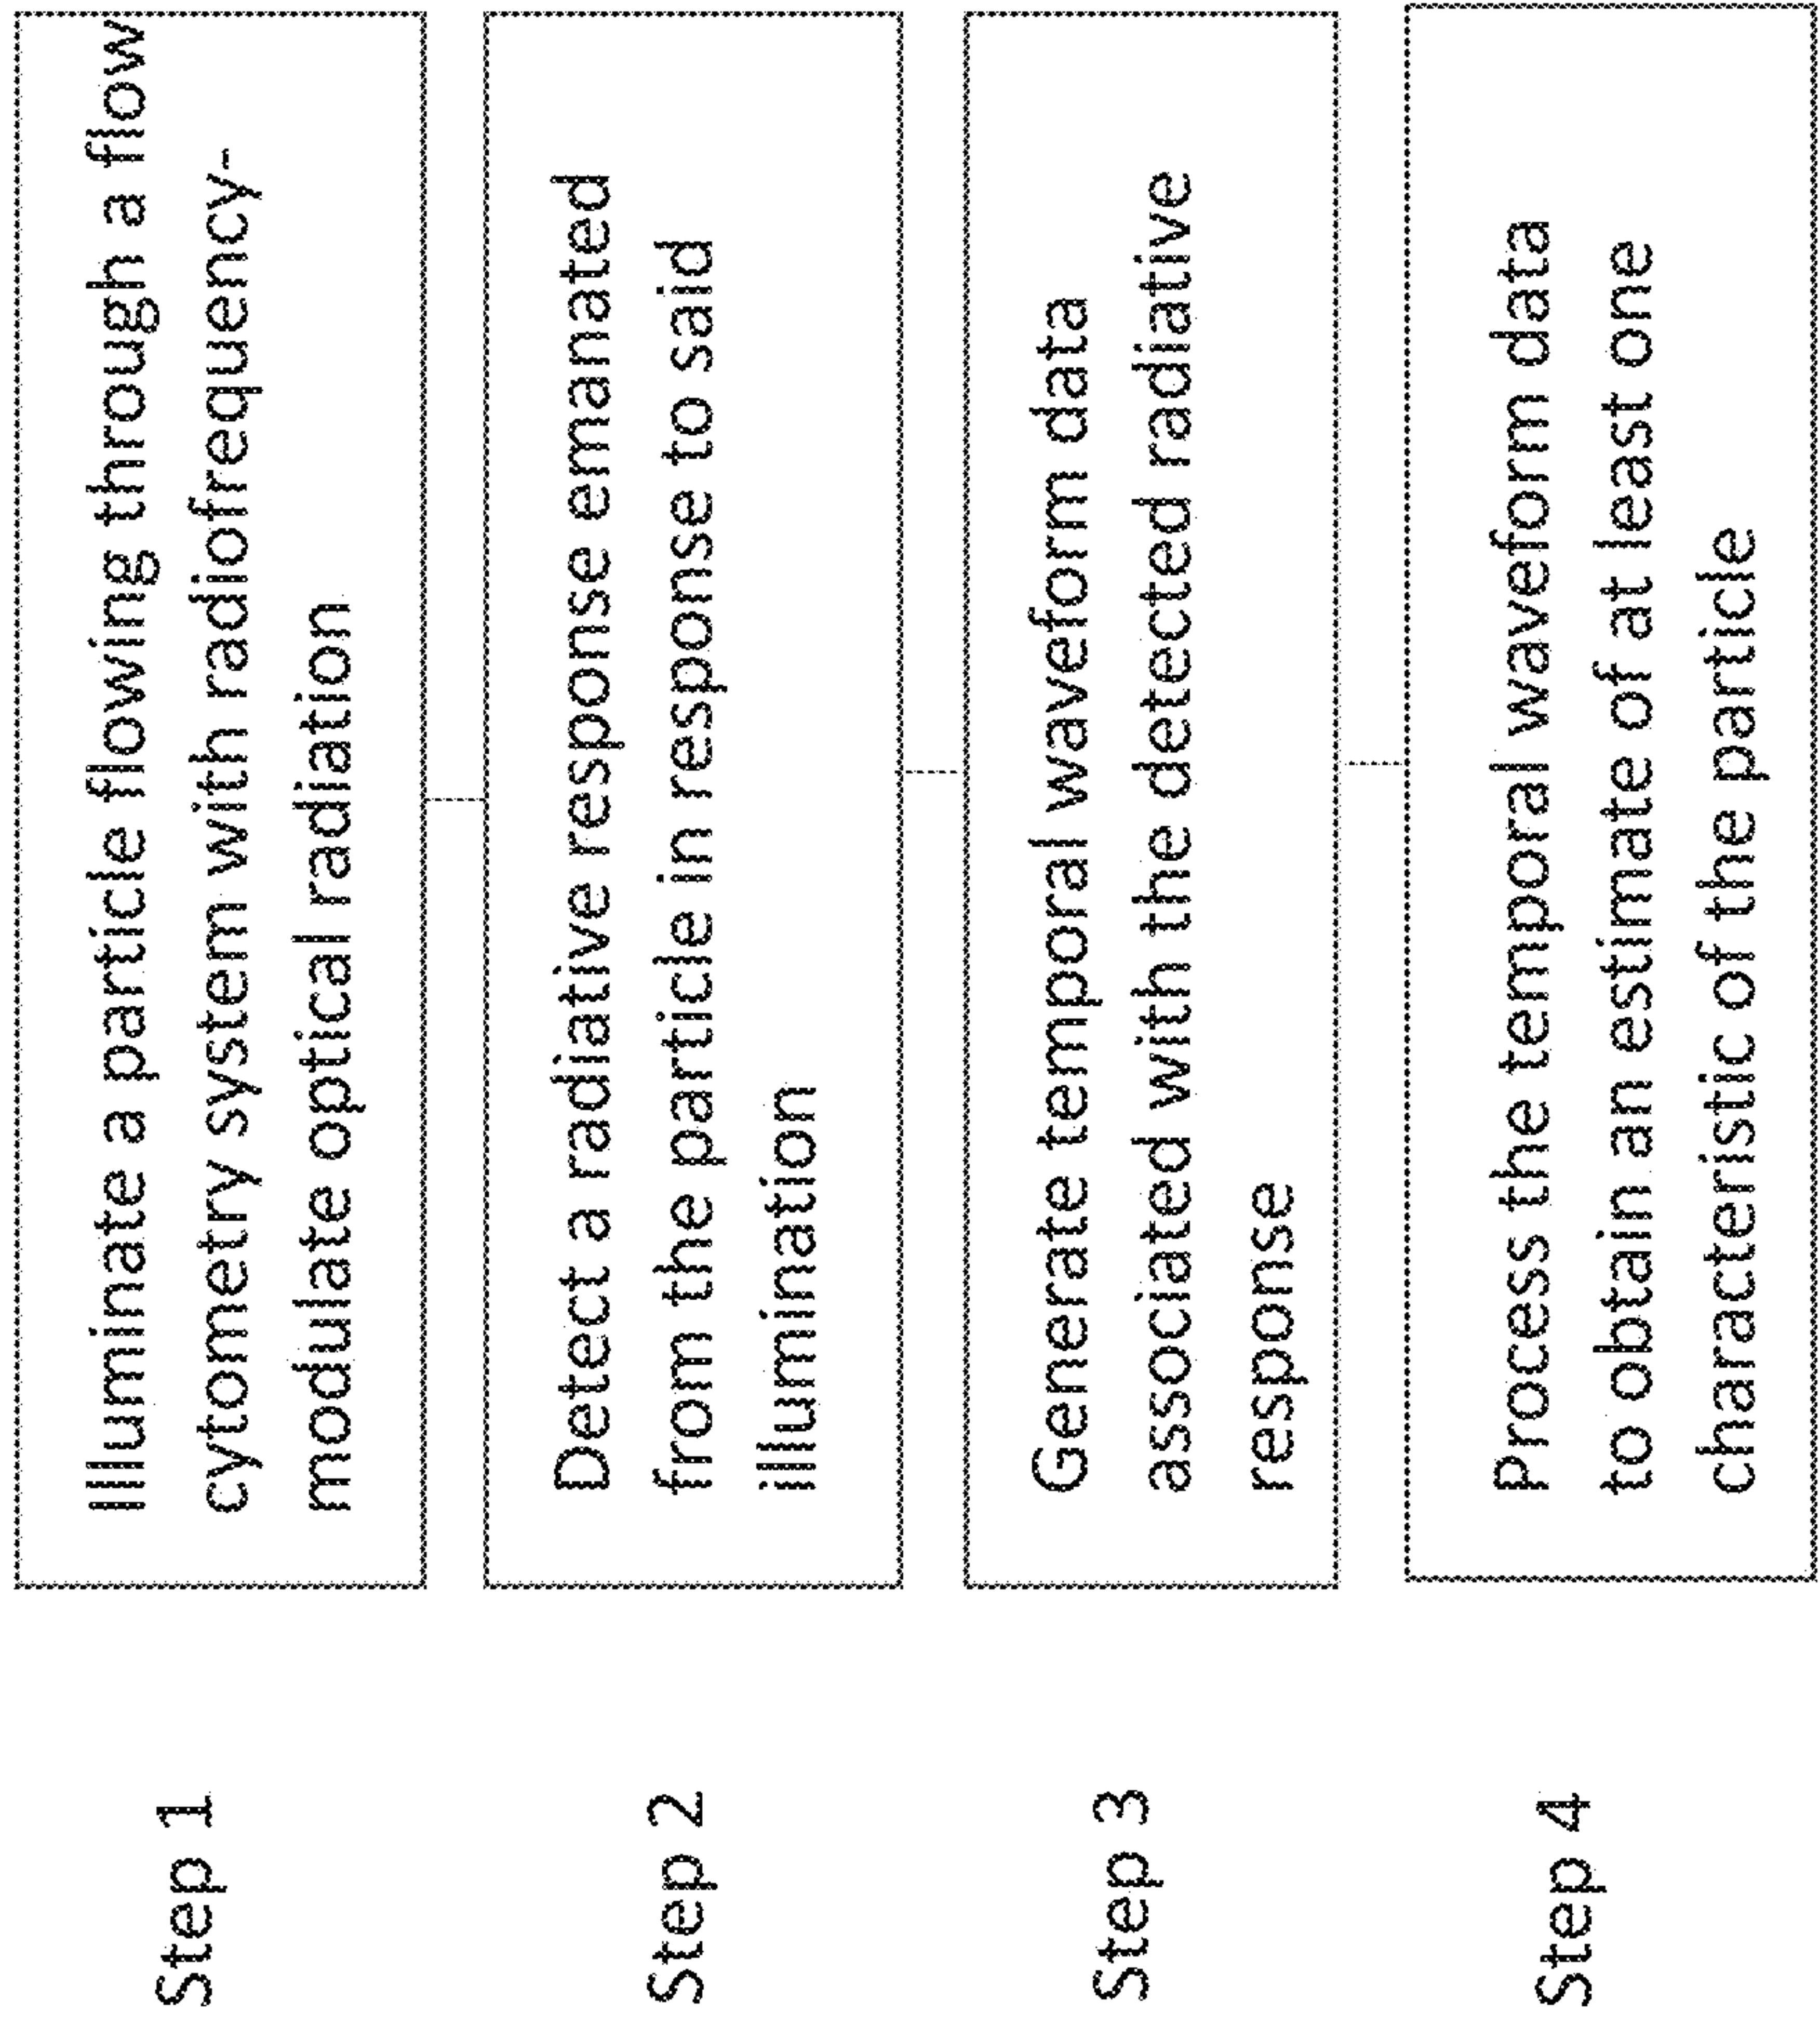 Step 1
Illuminate a particle flowing through a flow
cytometry system with radiofrequency-
modulate optical radiation
Step 2
Detect a radiative response emanated
from the particle in response to said
illumination
Step 3
Generate temporal waveform data
associated with the detected radiative
response
Step 4
Process the temporal waveform data
to obtain an estimate of at least one
characteristic of the particle